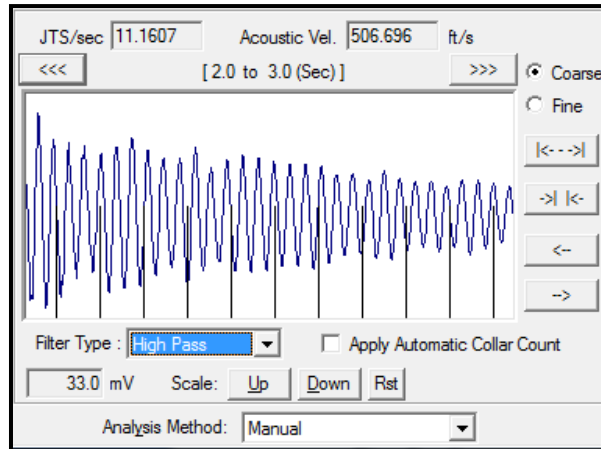 JTS/sec 11.1607 Acoustic Vel. 506.696 ft/s
<<< [ 2.0 to 3.0 (Sec) ] >>> Coarse
Fine
|<- - ->|
->| |<-
<--
-->
Filter Type : High Pass Apply Automatic Collar Count
33.0 mV Scale: Up Down Rst
Analysis Method: Manual